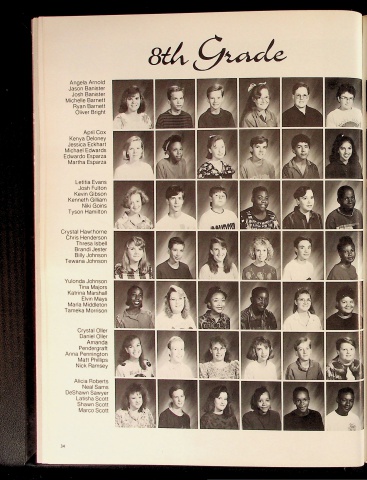 8th Grade
Angela Arnold
Jason Banister
Josh Banister
Michelle Barnett
Ryan Barnett
Oliver Bright
April Cox
Kenya Deloney
Jessica Eckhart
Michael Edwards
Edwardo Esparza
Martha Esparza
Letitia Evans
Josh Fulton
Kevin Gibson
Kenneth Gilliam
Niki Goins
Tyson Hamilton
Crystal Hawthorne
Chris Henderson
Thresa Isbell
Brandi Jester
Billy Johnson
Tewana Johnson
Yulonda Johnson
Tina Majors
Katrina Marshall
Elvin Mays
Maria Middleton
Temeka Morrison
Crystal Oller
Daniel Oller
Amanda
Pendergraft
Anna Pennington
Matt Phillips
Nick Ramsey
Alicia Roberts
Neal Sams
DeShawn Sawyer
Latisha Scott
Shawn Scott
Marco Scott